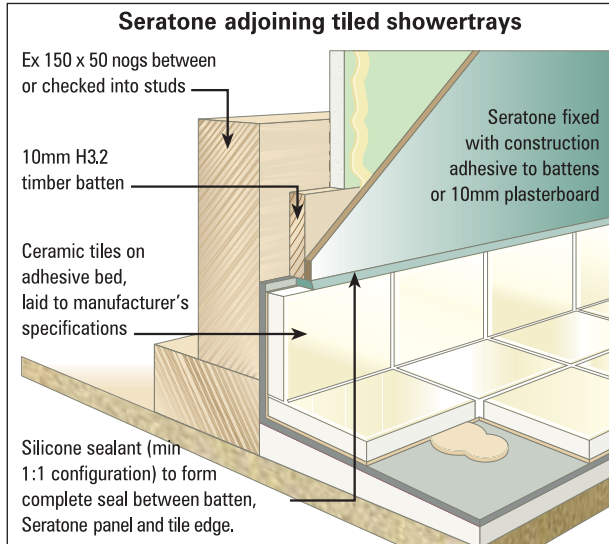 Seratone adjoining tiled showertrays
Ex 150 x 50 nogs between
or checked into studs
10mm H3.2
timber batten
Ceramic tiles on
adhesive bed,
laid to manufacturer's
specifications
Silicone sealant (min
1:1 configuration) to form
complete seal between batten,
Seratone panel and tile edge.
Seratone fixed
with construction
adhesive to battens
or 10mm plasterboard